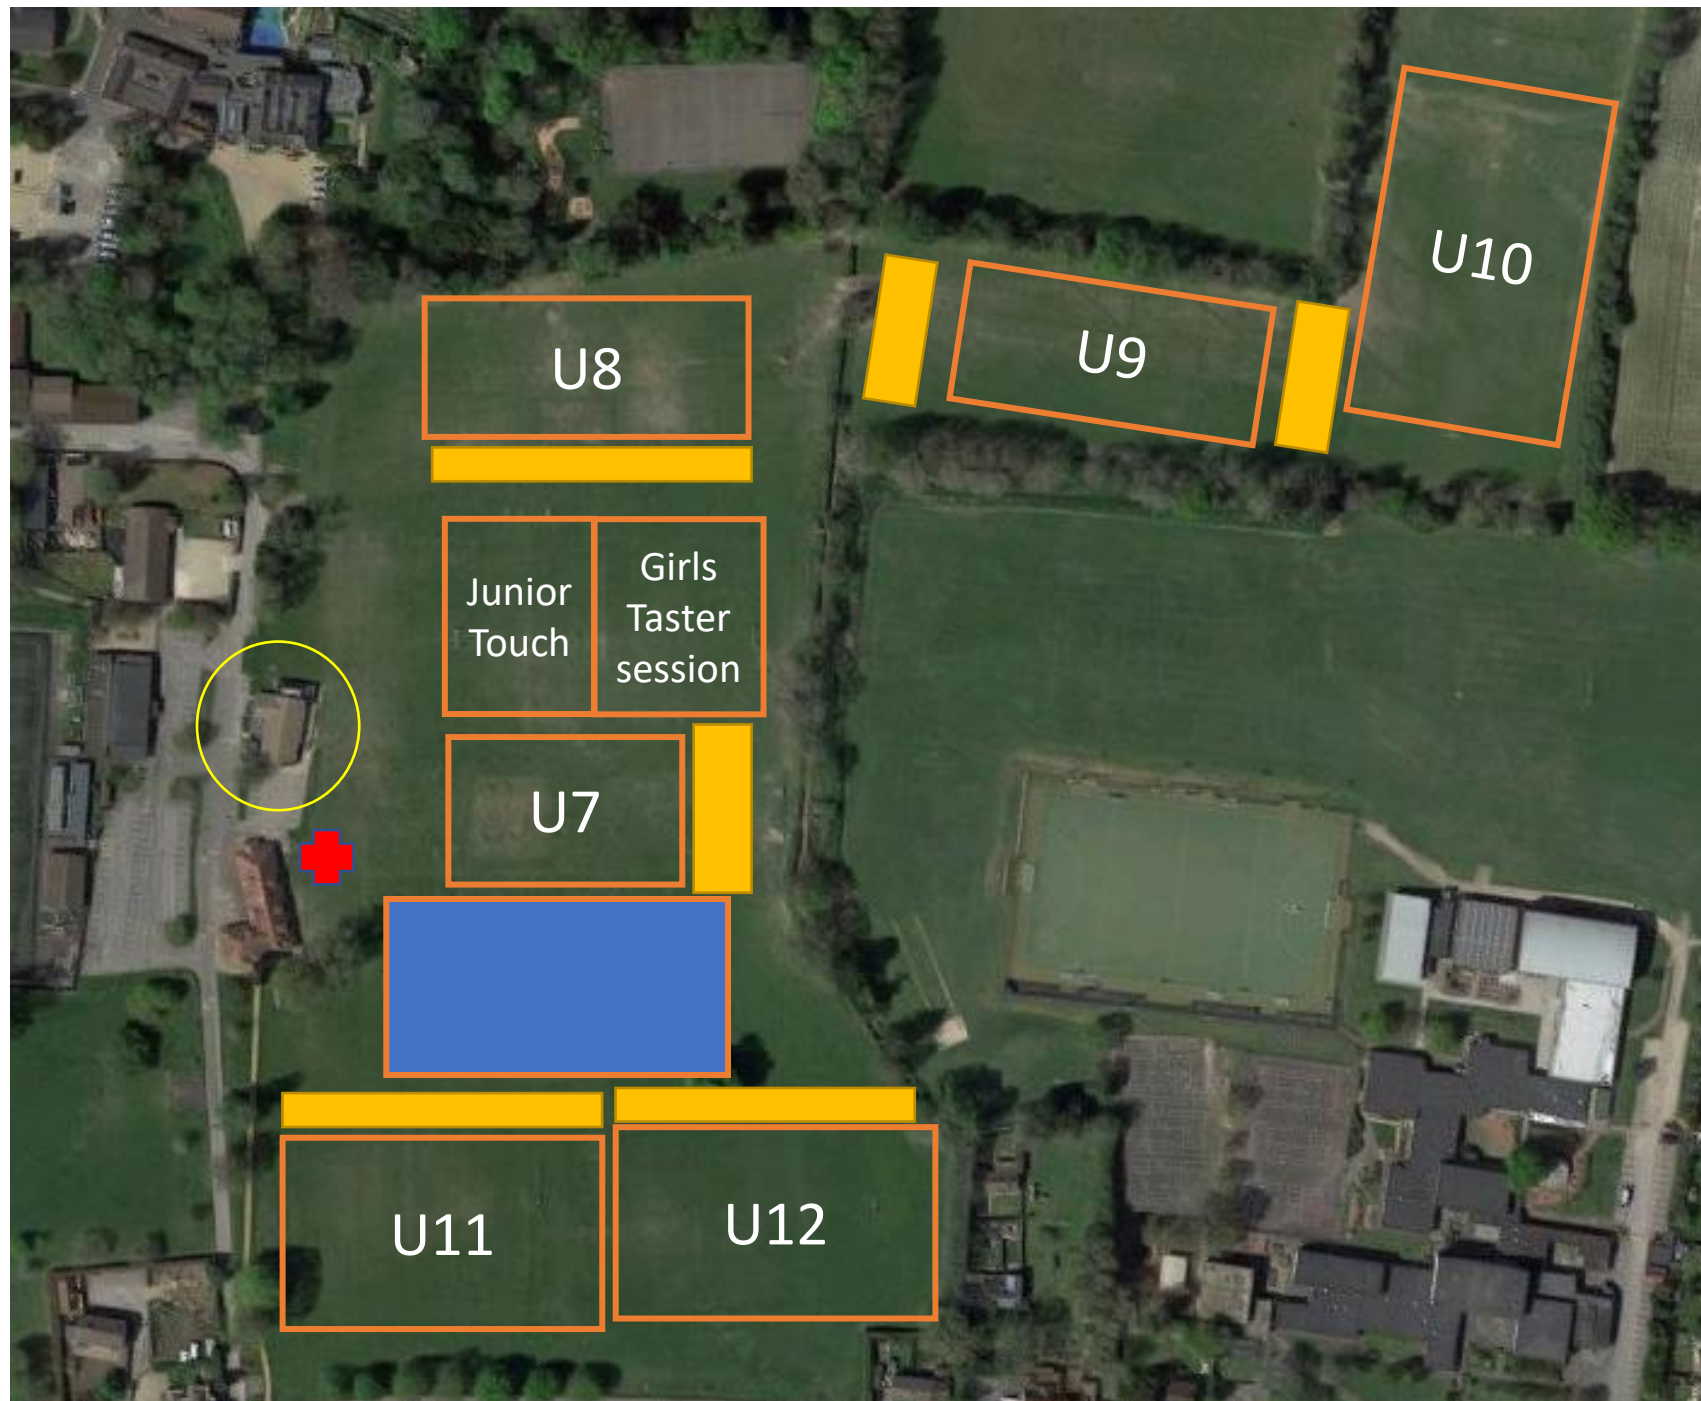 U10
U9
U8
Junior
Touch
Girls
Taster
session
U7
U11
U12